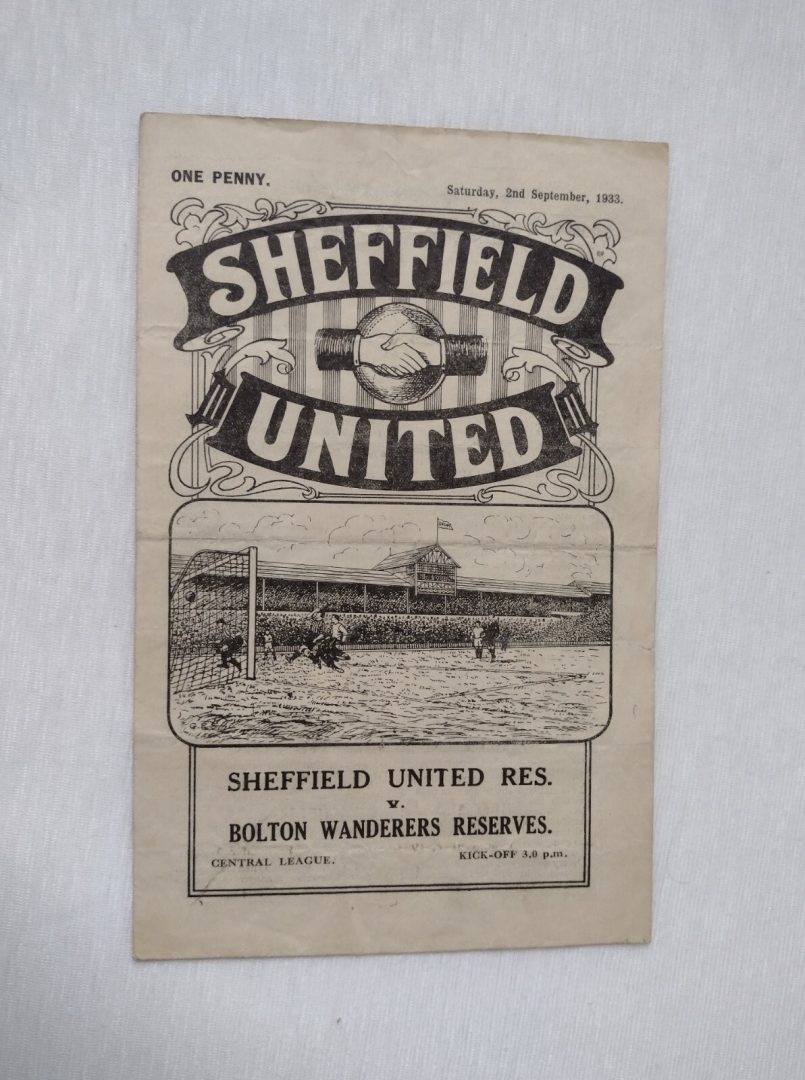 ONE PENNY.
Saturday, 2nd September, 1933.
SHEFFIELD
UNITED
SHEFFIELD UNITED RES.
v.
BOLTON WANDERERS RESERVES.
CENTRAL LEAGUE.
KICK-OFF 3.0 p.m.